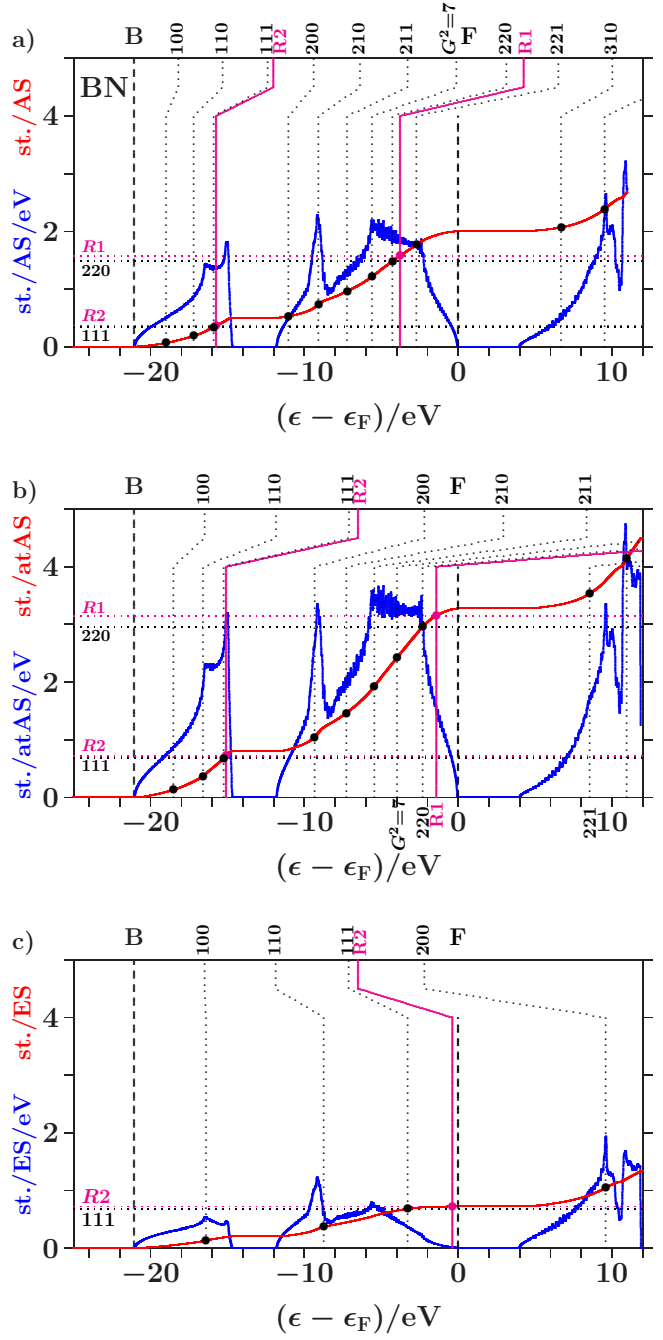 a)
B
100
110
111
R2
200
210
211
G²=7
F
220
R1
221
310
BN
st./AS
st./AS/eV
4
2
0
R1
220
R2
111
−20
−10
0
10
(ϵ − ϵF)/eV
b)
B
100
110
111
R2
200
F
210
211
st./atAS
st./atAS/eV
4
2
0
R1
220
R2
111
G²=7
220
R1
221
−20
−10
0
10
(ϵ − ϵF)/eV
c)
B
100
110
111
R2
200
F
st./ES
st./ES/eV
4
2
0
R2
111
−20
−10
0
10
(ϵ − ϵF)/eV